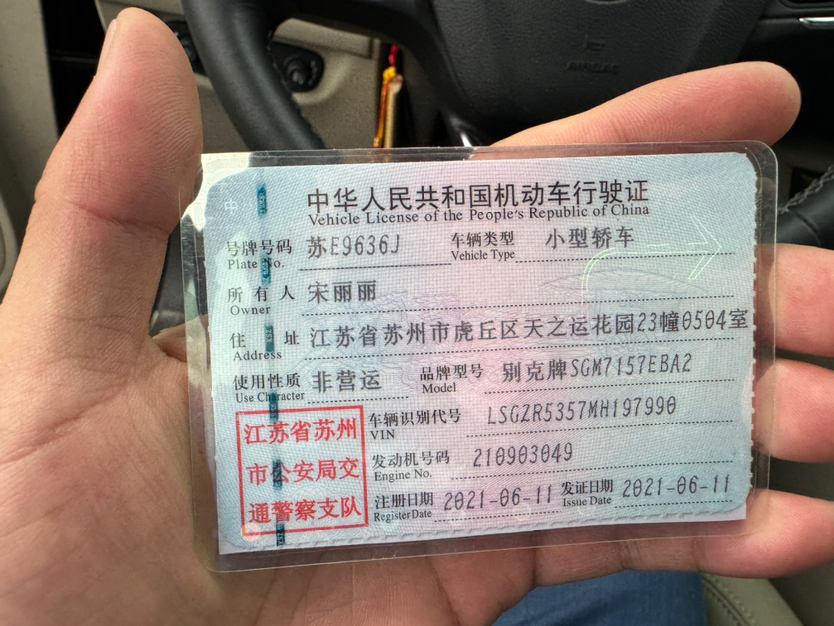 中华人民共和国机动车行驶证
Vehicle License of the People's Republic of China
号牌号码 苏E9636J 车辆类型 小型轿车
Plate No. Vehicle Type
所有人 宋丽丽
Owner
住址 江苏省苏州市虎丘区天之运花园23幢0504室
Address
使用性质 非营运 品牌型号 别克牌SGM7157EBA2
Use Character Model
江苏省苏州
市公安局交
通警察支队
车辆识别代号 LSGZR5357MH197990
VIN
发动机号码 210903049
Engine No.
注册日期 2021-06-11 发证日期 2021-06-11
Register Date Issue Date
AIRBAG